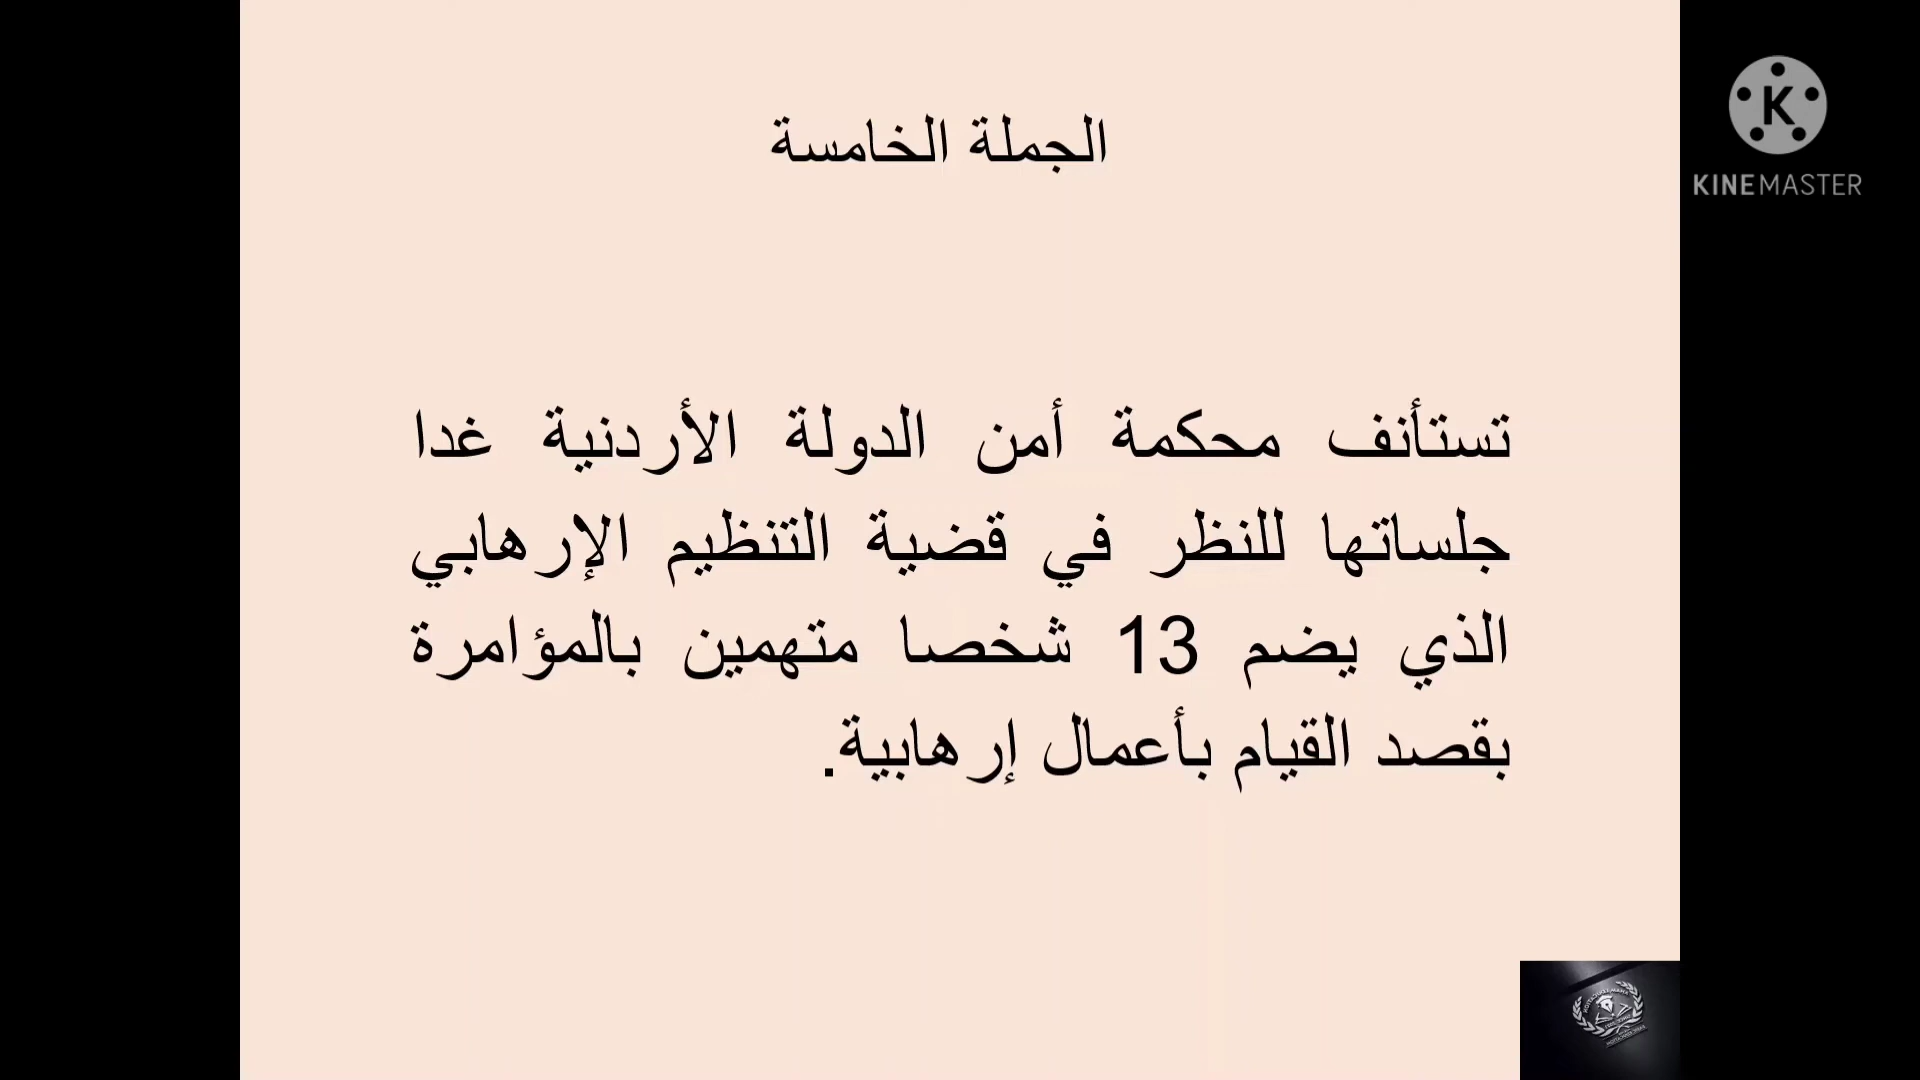 الجملة الخامسة
K
KINEMASTER
تستأنف محكمة أمن الدولة الأردنية غدا
جلساتها للنظر في قضية التنظيم الإرهابي
الذي يضم 13 شخصا متهمين بالمؤامرة
بقصد القيام بأعمال إرهابية.